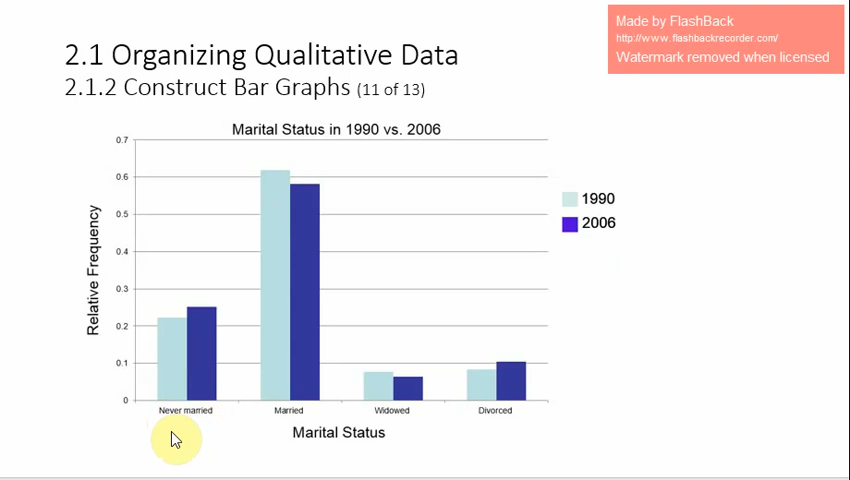 Made by FlashBack
http://www.flashbackrecorder.com/
Watermark removed when licensed
2.1 Organizing Qualitative Data
2.1.2 Construct Bar Graphs (11 of 13)
Marital Status in 1990 vs. 2006
0.7
0.6
0.5
0.4
0.3
0.2
0.1
0
Relative Frequency
Never married
Married
Widowed
Divorced
Marital Status
1990
2006